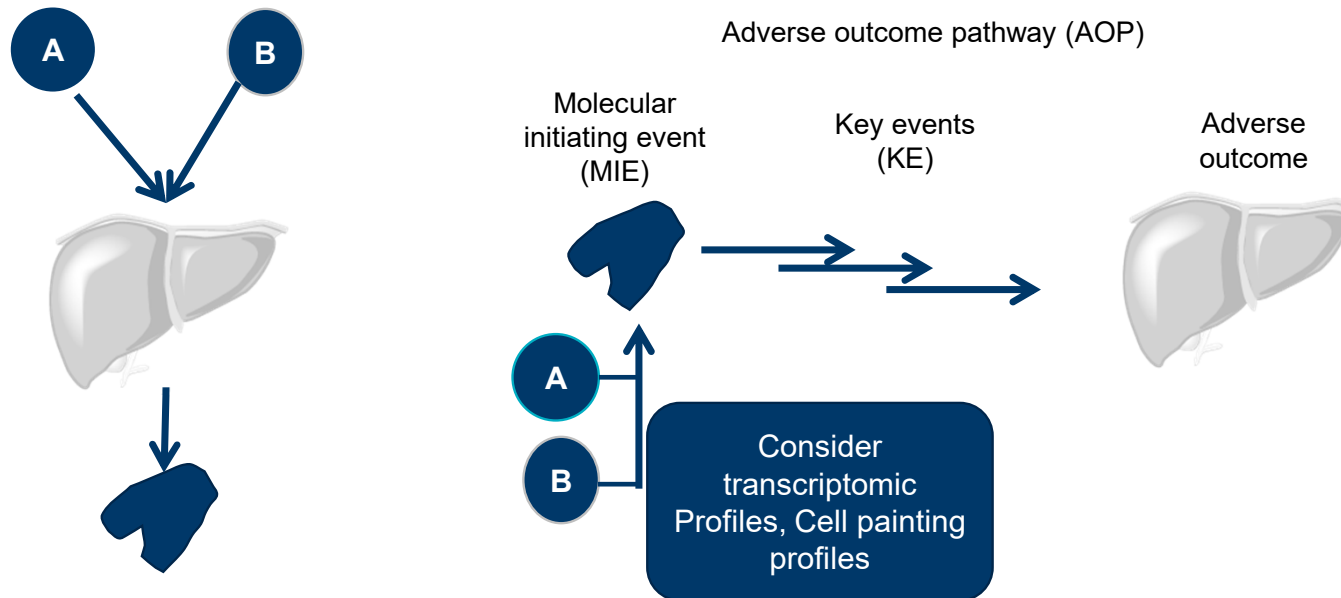 A
B
Adverse outcome pathway (AOP)
Molecular
initiating event
(MIE)
Key events
(KE)
Adverse
outcome
A
B
Consider
transcriptomic
Profiles, Cell painting
profiles